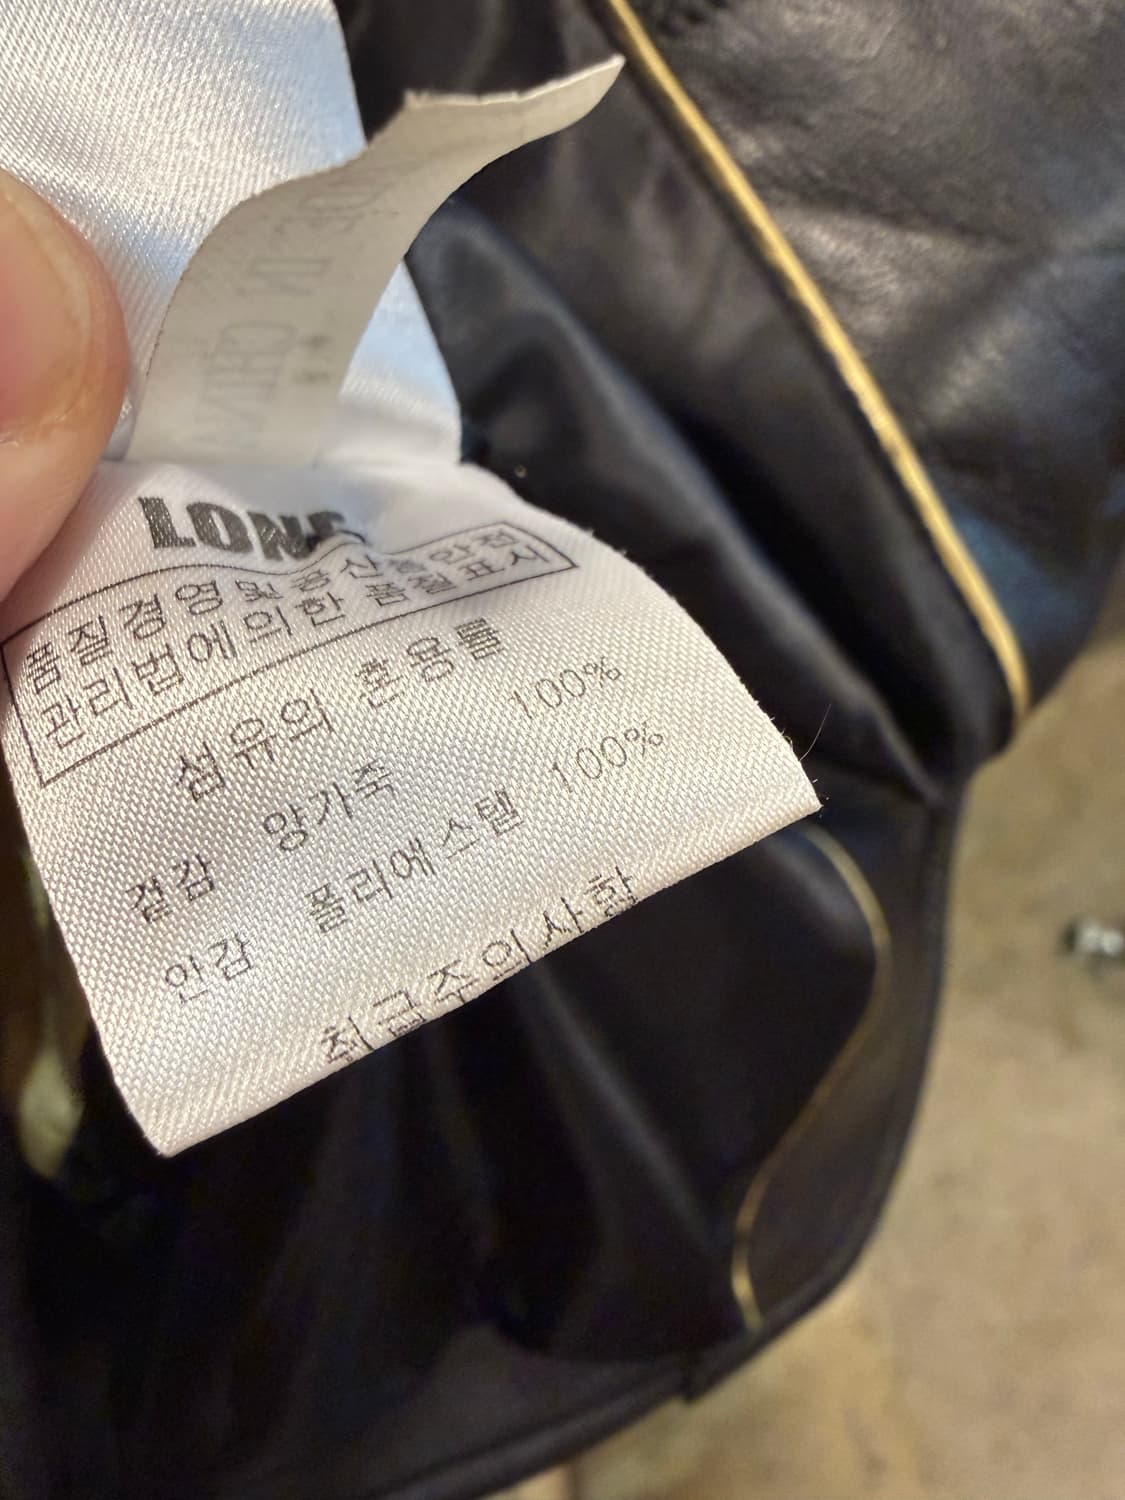 품질경영및공산품안전
관리법에의한 품질표시
섬유의 혼용률
겉감 양가죽 100%
안감 폴리에스텔 100%
취급주의사항